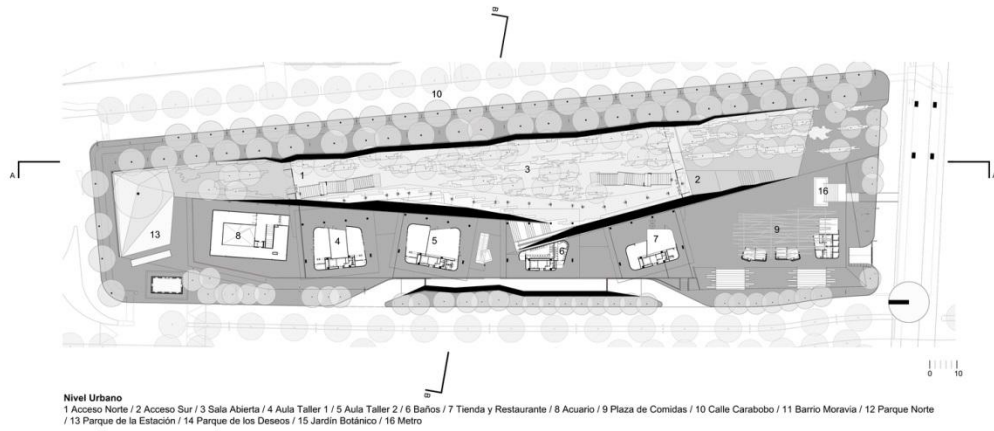 B
10
A
1
3
2
A
16
13
8
4
5
6
7
9
B
0 10
Nivel Urbano
1 Acceso Norte / 2 Acceso Sur / 3 Sala Abierta / 4 Aula Taller 1 / 5 Aula Taller 2 / 6 Baños / 7 Tienda y Restaurante / 8 Acuario / 9 Plaza de Comidas / 10 Calle Carabobo / 11 Barrio Moravia / 12 Parque Norte
/ 13 Parque de la Estación / 14 Parque de los Deseos / 15 Jardín Botánico / 16 Metro